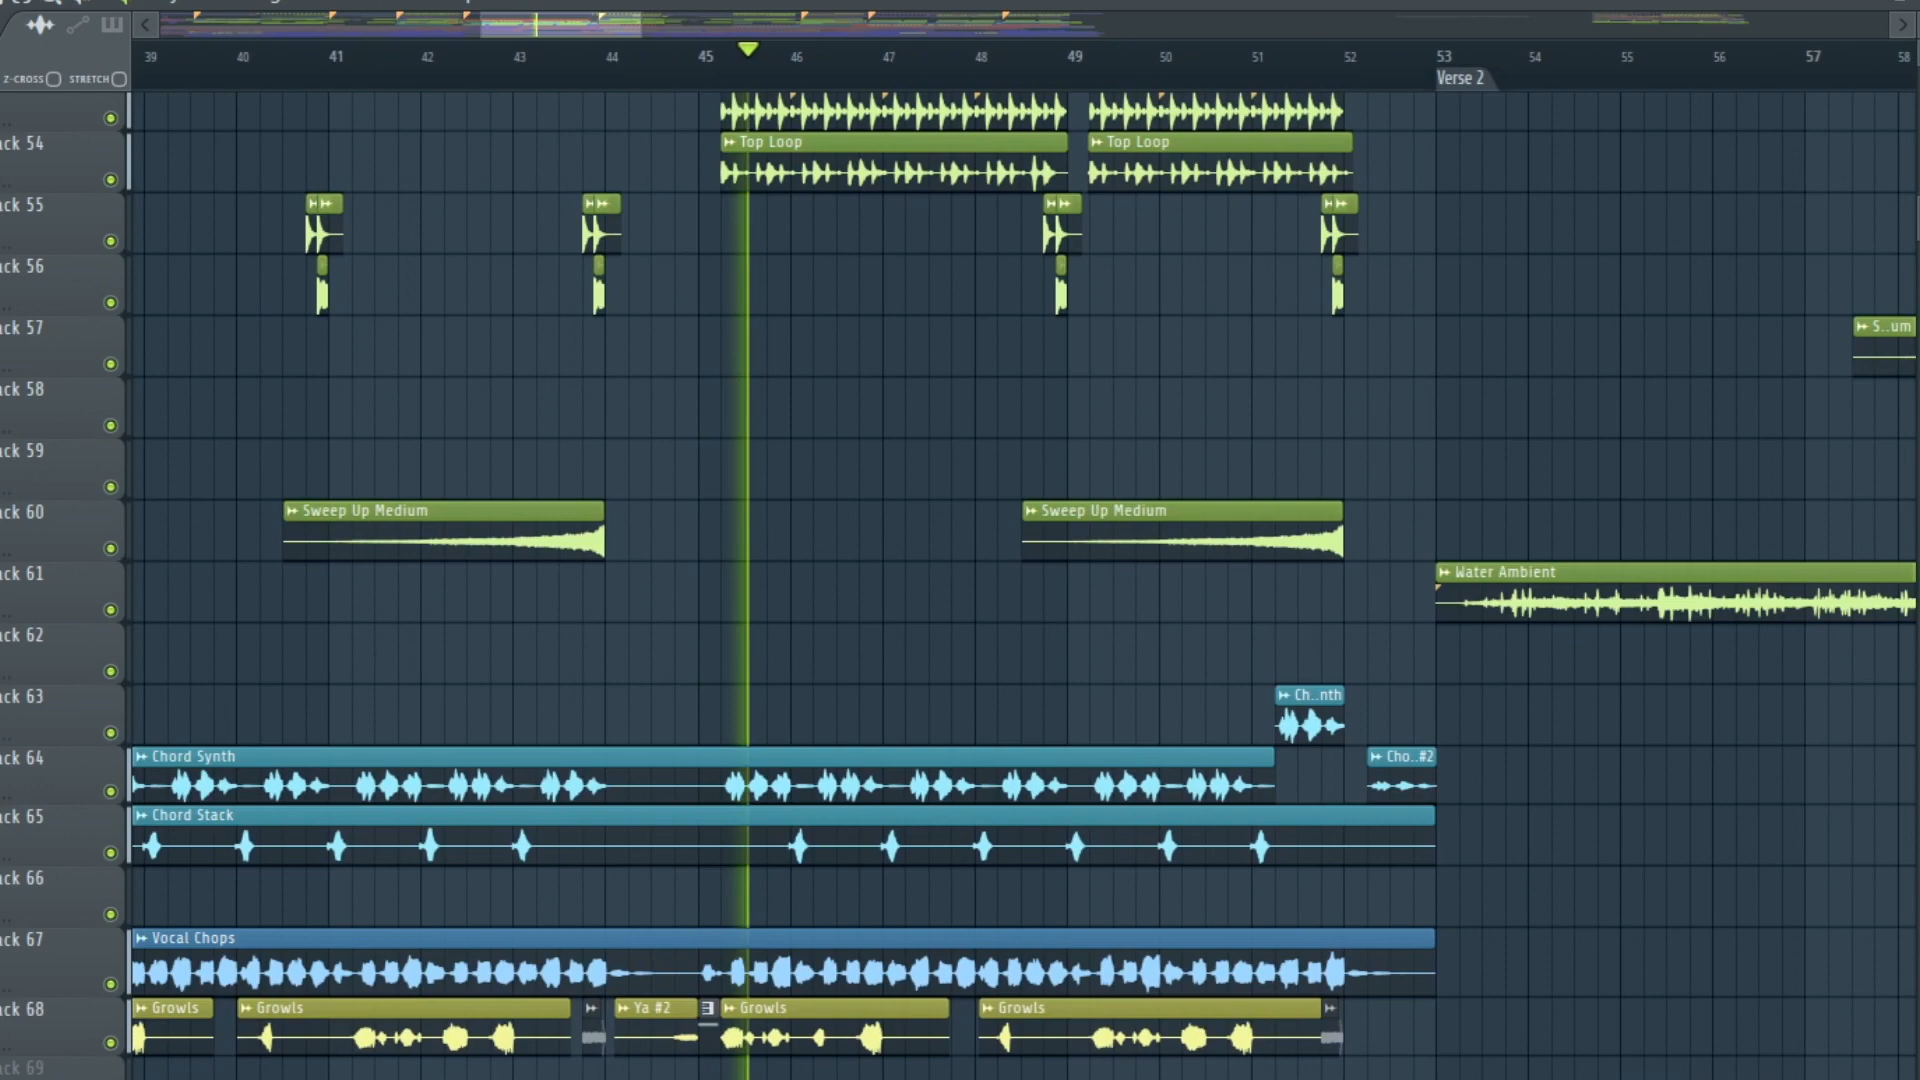 Z-CROSS STRETCH
39 40 41 42 43 44 45 46 47 48 49 50 51 52 53 54 55 56 57 58
Verse 2
ack 54
Top Loop
Top Loop
ack 55
ack 56
ack 57
S..um
ack 58
ack 59
ack 60
Sweep Up Medium
Sweep Up Medium
ack 61
Water Ambient
ack 62
ack 63
Ch..nth
ack 64
Chord Synth
Cho..#2
ack 65
Chord Stack
ack 66
ack 67
Vocal Chops
ack 68
Growls
Growls
Ya #2
Growls
Growls
ack 69